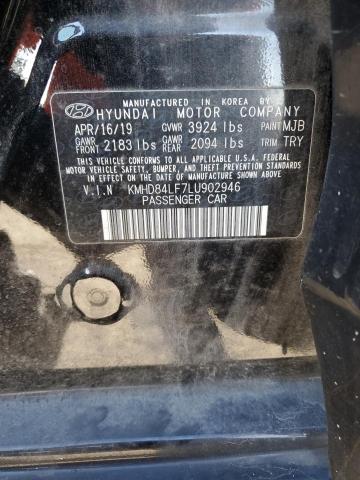 MANUFACTURED IN KOREA BY
HYUNDAI MOTOR COMPANY
APR/16/19 GVWR 3924 lbs PAINT MJB
GAWR FRONT 2183 lbs GAWR REAR 2094 lbs TRIM TRY
THIS VEHICLE CONFORMS TO ALL APPLICABLE U.S. FEDERAL
MOTOR VEHICLE SAFETY, BUMPER, AND THEFT PREVENTION
STANDARDS IN EFFECT ON THE DATE OF MANUFACTURE SHOWN ABOVE.
V.I.N KMHD84LF7LU902946
PASSENGER CAR